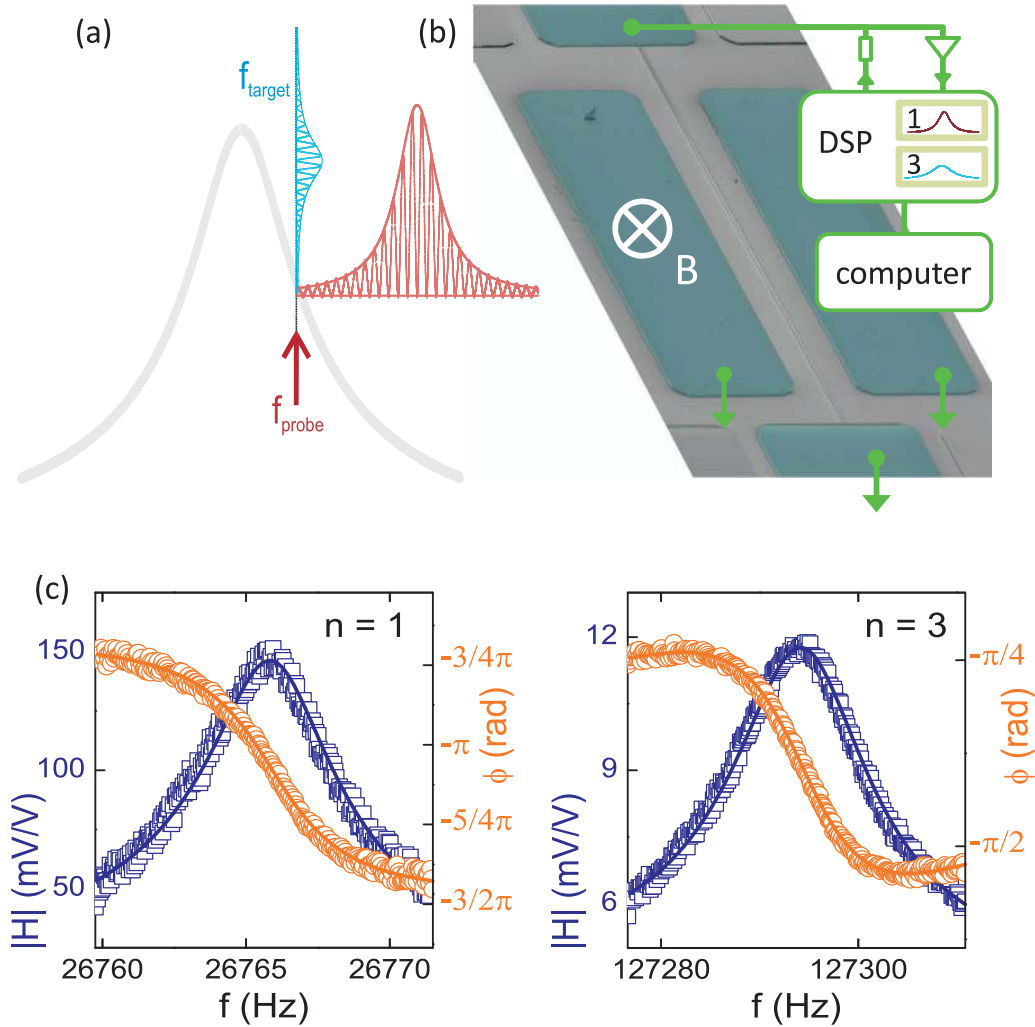 (a)
f_target
f_probe
(b)
DSP
1
3
computer
B
(c)
n = 1
150
100
50
|H| (mV/V)
-3/4π
-π
-5/4π
-3/2π
ϕ (rad)
26760 26765 26770
f (Hz)
n = 3
12
9
6
|H| (mV/V)
-π/4
-π/2
ϕ (rad)
127280 127300
f (Hz)